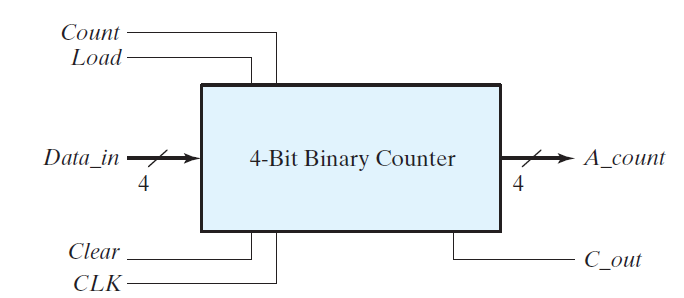 Count
Load
Data_in
4
4-Bit Binary Counter
4
A_count
Clear
CLK
C_out